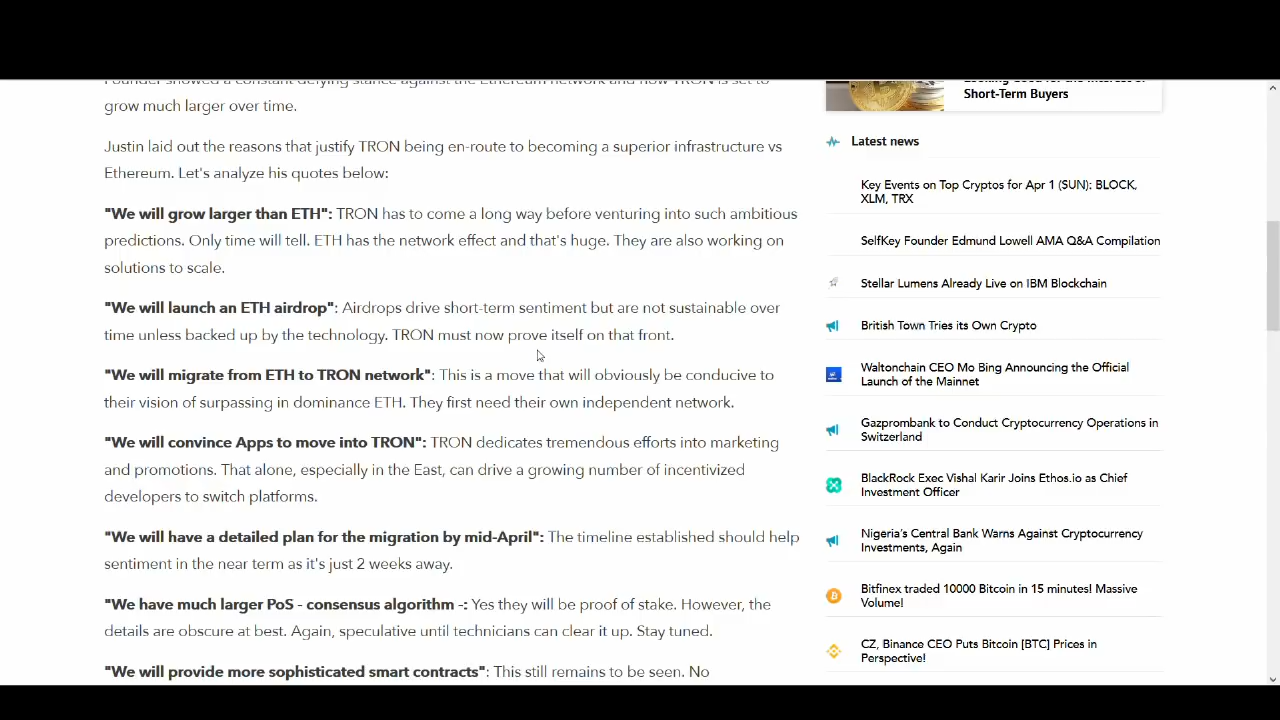 Founder showed a constant defying stance against the Ethereum network and how TRON is set to
grow much larger over time.
Justin laid out the reasons that justify TRON being en-route to becoming a superior infrastructure vs
Ethereum. Let's analyze his quotes below:
"We will grow larger than ETH": TRON has to come a long way before venturing into such ambitious
predictions. Only time will tell. ETH has the network effect and that's huge. They are also working on
solutions to scale.
"We will launch an ETH airdrop": Airdrops drive short-term sentiment but are not sustainable over
time unless backed up by the technology. TRON must now prove itself on that front.
"We will migrate from ETH to TRON network": This is a move that will obviously be conducive to
their vision of surpassing in dominance ETH. They first need their own independent network.
"We will convince Apps to move into TRON": TRON dedicates tremendous efforts into marketing
and promotions. That alone, especially in the East, can drive a growing number of incentivized
developers to switch platforms.
"We will have a detailed plan for the migration by mid-April": The timeline established should help
sentiment in the near term as it's just 2 weeks away.
"We have much larger PoS - consensus algorithm -: Yes they will be proof of stake. However, the
details are obscure at best. Again, speculative until technicians can clear it up. Stay tuned.
"We will provide more sophisticated smart contracts": This still remains to be seen. No
Looking Good for the Interest of
Short-Term Buyers
Latest news
Key Events on Top Cryptos for Apr 1 (SUN): BLOCK,
XLM, TRX
SelfKey Founder Edmund Lowell AMA Q&A Compilation
Stellar Lumens Already Live on IBM Blockchain
British Town Tries its Own Crypto
Waltonchain CEO Mo Bing Announcing the Official
Launch of the Mainnet
Gazprombank to Conduct Cryptocurrency Operations in
Switzerland
BlackRock Exec Vishal Karir Joins Ethos.io as Chief
Investment Officer
Nigeria's Central Bank Warns Against Cryptocurrency
Investments, Again
Bitfinex traded 10000 Bitcoin in 15 minutes! Massive
Volume!
CZ, Binance CEO Puts Bitcoin [BTC] Prices in
Perspective!